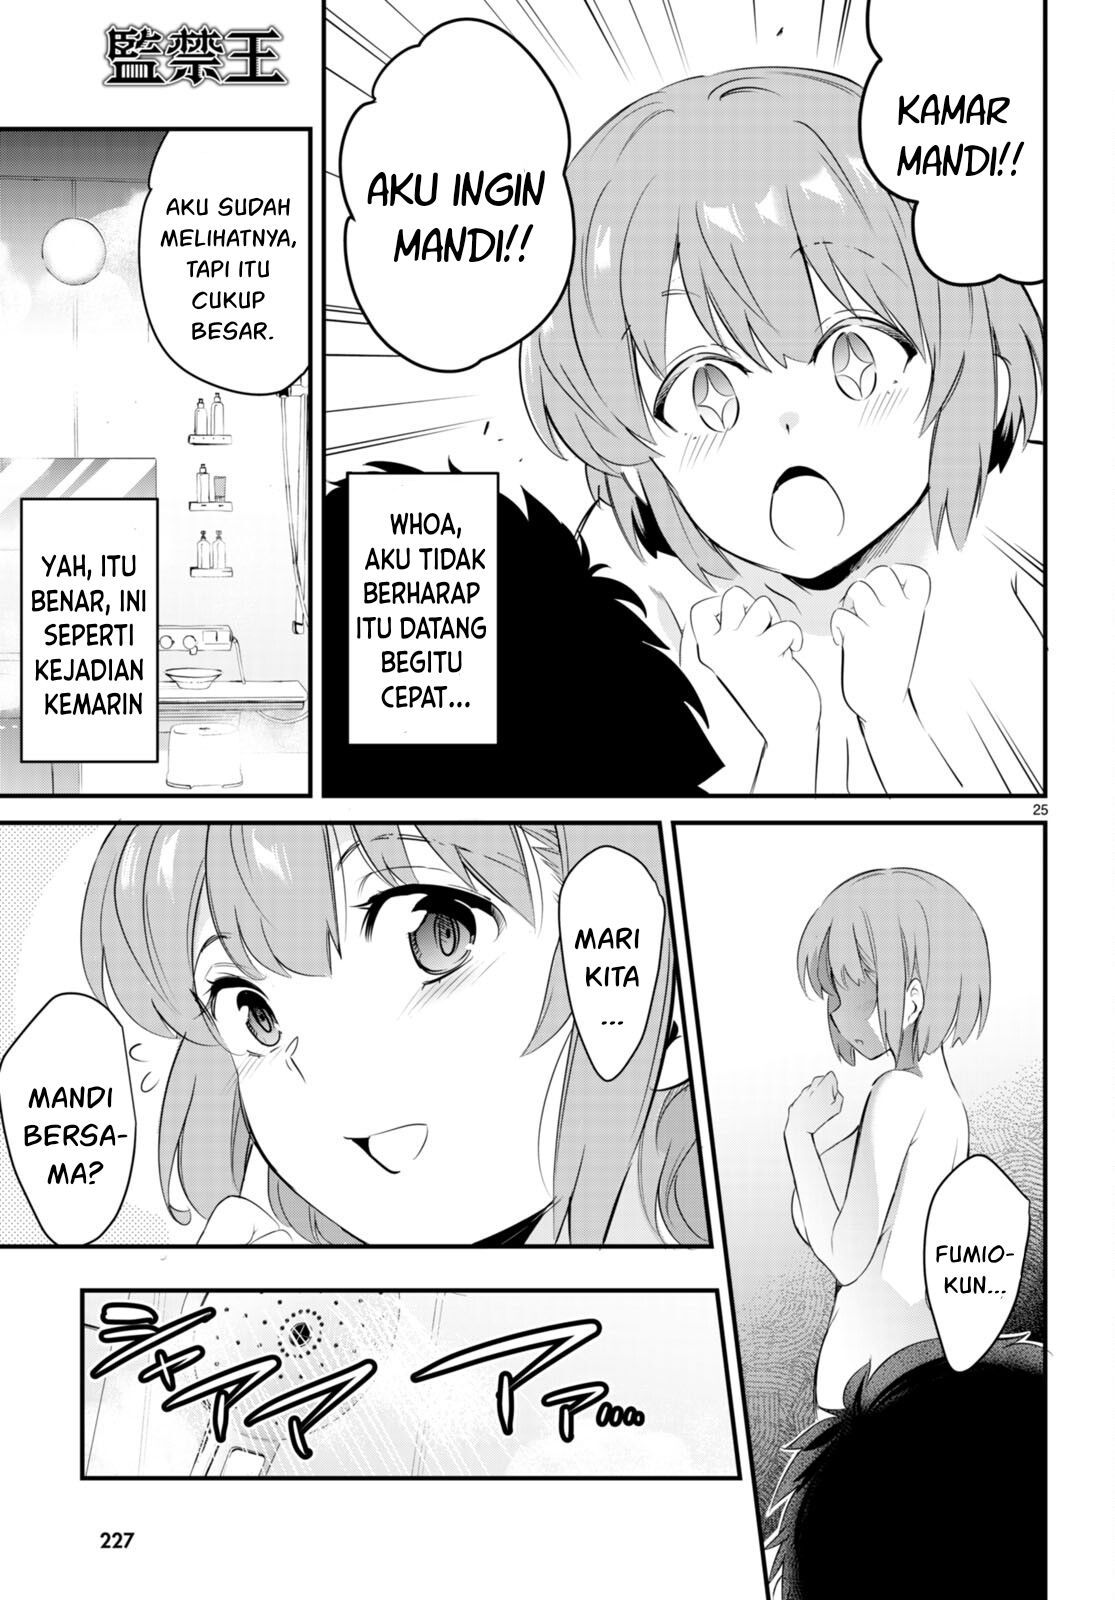 監禁王
KAMAR
MANDI!!
AKU INGIN
MANDI!!
WHOA,
AKU TIDAK
BERHARAP
ITU DATANG
BEGITU
CEPAT...
AKU SUDAH
MELIHATNYA,
TAPI ITU
CUKUP
BESAR.
YAH, ITU
BENAR, INI
SEPERTI
KEJADIAN
KEMARIN
25
FUMIO-
KUN...
MARI
KITA
...
MANDI
BERSA-
MA?
シャアアアア.....
227